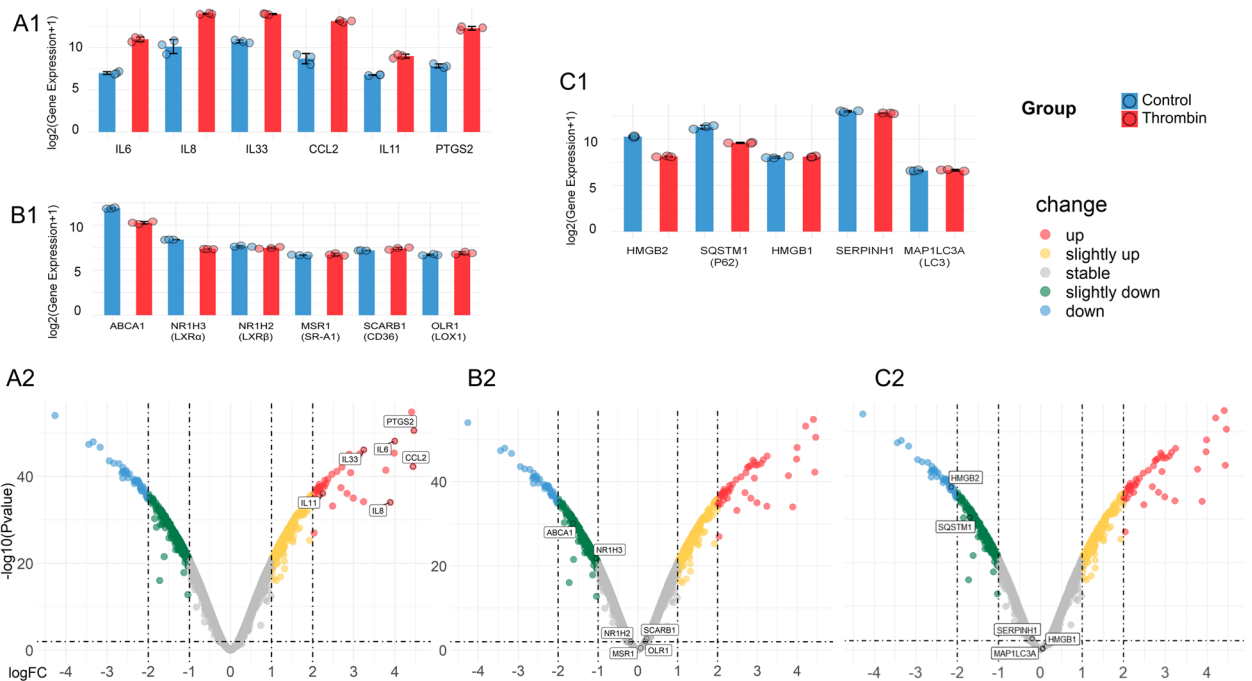 A1
log2(Gene Expression+1)
10
5
0
IL6 IL8 IL33 CCL2 IL11 PTGS2
B1
log2(Gene Expression+1)
10
5
0
ABCA1 NR1H3 NR1H2 MSR1 SCARB1 OLR1
(LXRα) (LXRβ) (SR-A1) (CD36) (LOX1)
C1
log2(Gene Expression+1)
10
5
0
HMGB2 SQSTM1 HMGB1 SERPINH1 MAP1LC3A
(P62) (LC3)
Group
Control
Thrombin
change
up
slightly up
stable
slightly down
down
A2
-log10(Pvalue)
40
20
0
PTGS2
IL6
IL33
CCL2
IL11
IL8
logFC
-4 -3 -2 -1 0 1 2 3 4
B2
40
20
0
ABCA1
NR1H3
NR1H2
SCARB1
MSR1
OLR1
-4 -3 -2 -1 0 1 2 3 4
C2
40
20
0
HMGB2
SQSTM1
SERPINH1
HMGB1
MAP1LC3A
-4 -3 -2 -1 0 1 2 3 4